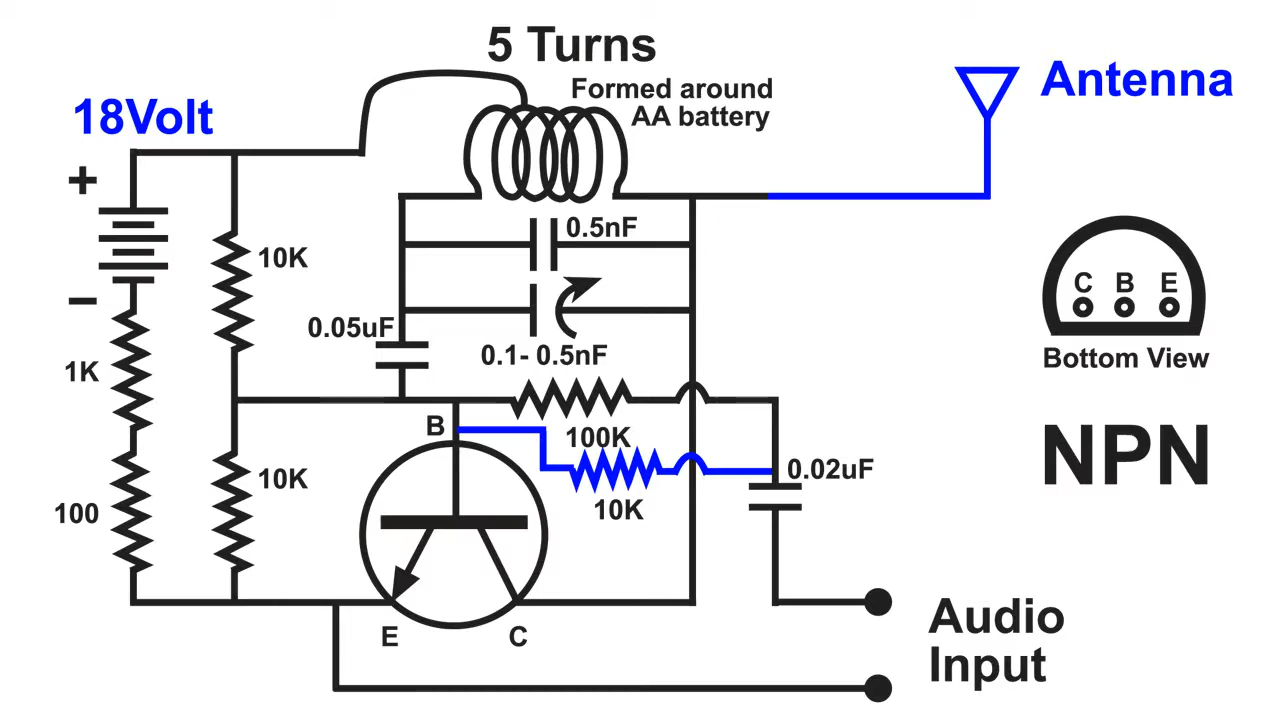 5 Turns
Formed around
AA battery
Antenna
18Volt
+
0.5nF
10K
C B E
−
0.05uF
0.1- 0.5nF
Bottom View
1K
B
100K
NPN
0.02uF
10K
10K
100
Audio
Input
E
C